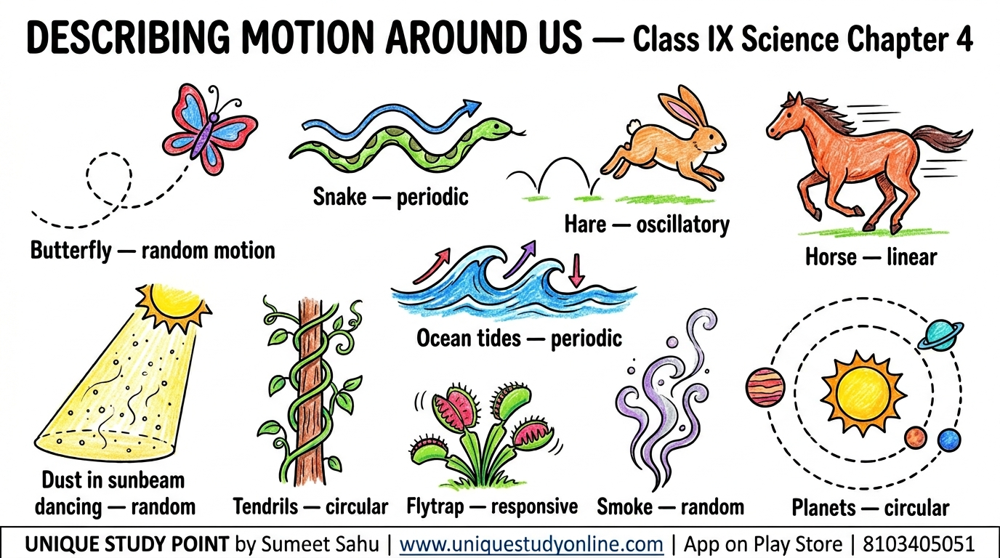 DESCRIBING MOTION AROUND US — Class IX Science Chapter 4
Butterfly — random motion
Snake — periodic
Hare — oscillatory
Horse — linear
Ocean tides — periodic
Dust in sunbeam
dancing — random
Tendrils — circular
Flytrap — responsive
Smoke — random
Planets — circular
UNIQUE STUDY POINT by Sumeet Sahu | www.uniquestudyonline.com | App on Play Store | 8103405051